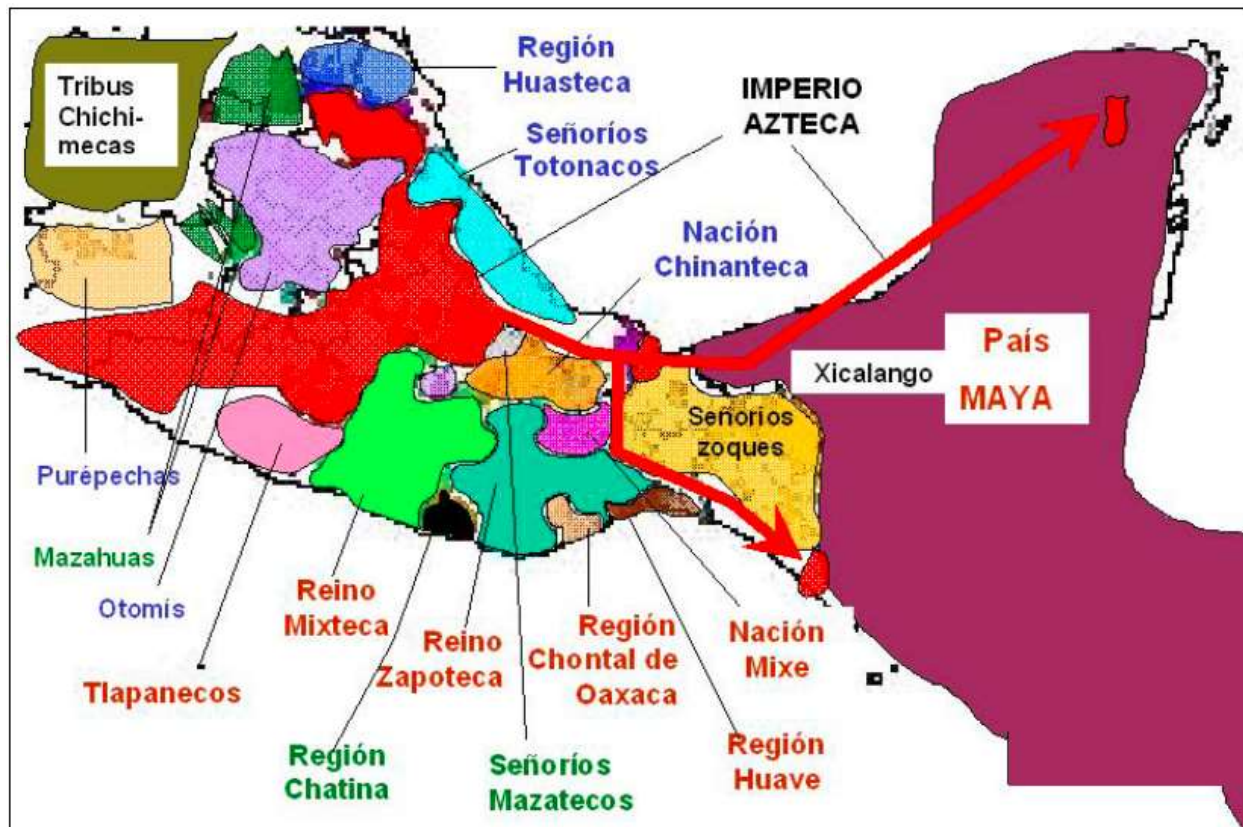 Tribus
Chichi-
mecas
Región
Huasteca
Señoríos
Totonacos
IMPERIO
AZTECA
Nación
Chinanteca
País
MAYA
Xicalango
Señoríos
zoques
Purépechas
Mazahuas
Otomís
Tlapanecos
Reino
Mixteca
Reino
Zapoteca
Región
Chontal de
Oaxaca
Nación
Mixe
Región
Chatina
Señoríos
Mazatecos
Región
Huave